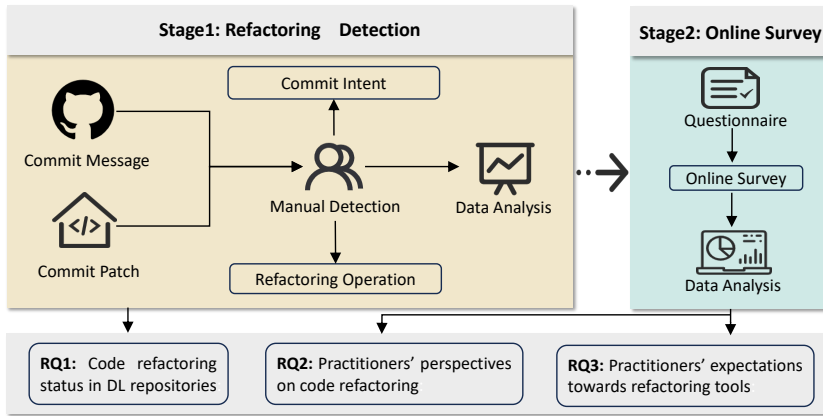 Stage1: Refactoring Detection
Stage2: Online Survey
Commit Intent
Commit Message
Manual Detection
Data Analysis
Commit Patch
</>
Refactoring Operation
Questionnaire
Online Survey
Data Analysis
RQ1: Code refactoring
status in DL repositories
RQ2: Practitioners' perspectives
on code refactoring
RQ3: Practitioners' expectations
towards refactoring tools